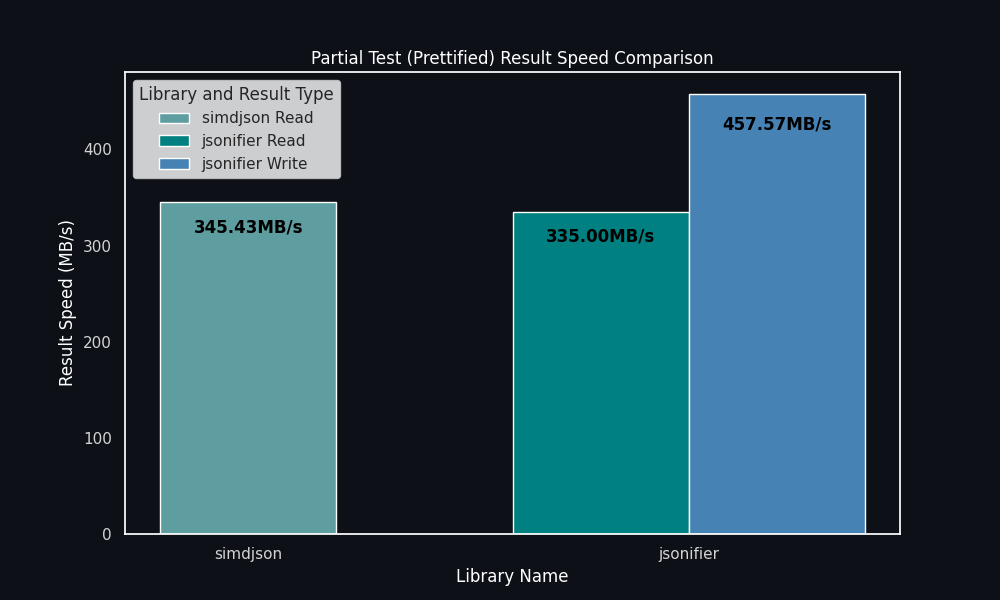 Partial Test (Prettified) Result Speed Comparison
Library and Result Type
simdjson Read
jsonifier Read
jsonifier Write
457.57MB/s
345.43MB/s
335.00MB/s
Result Speed (MB/s)
400
300
200
100
0
simdjson
jsonifier
Library Name